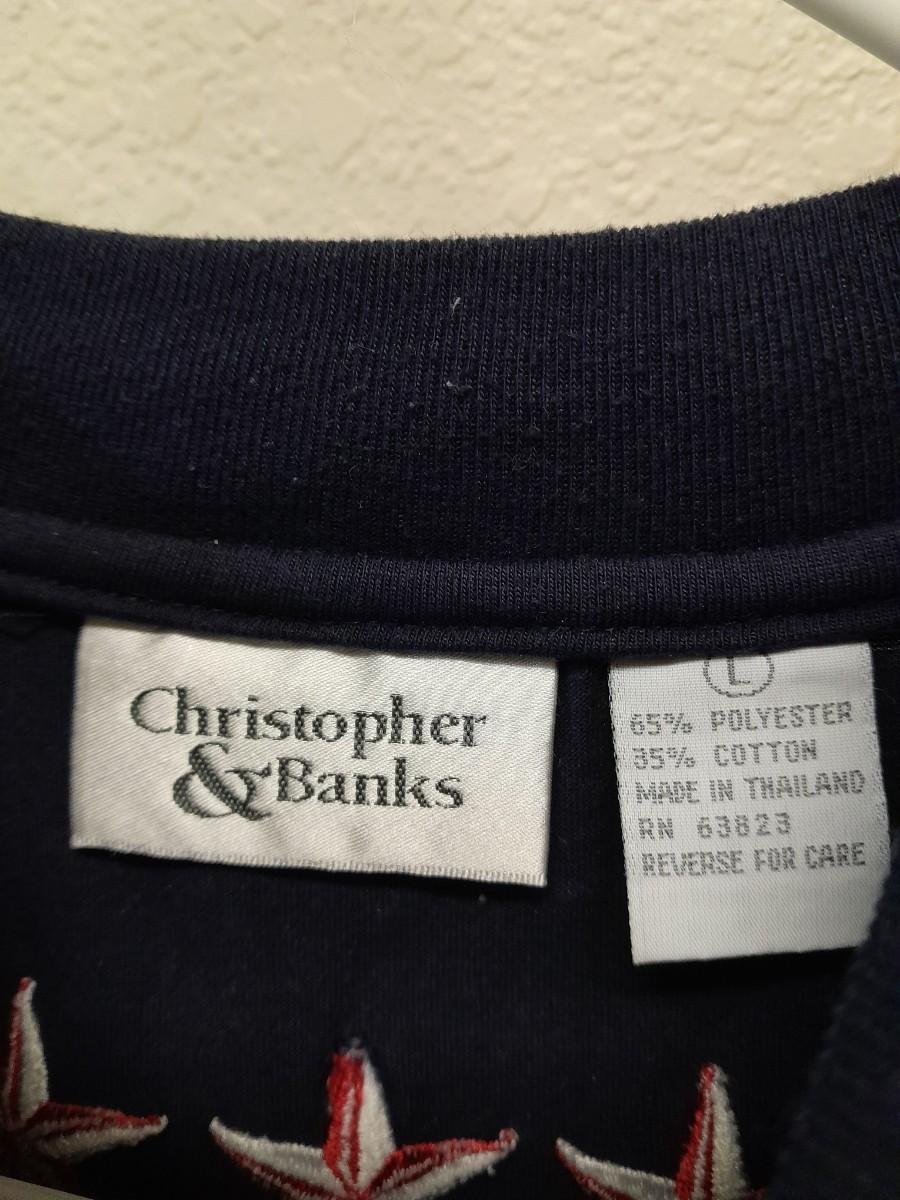 Christopher
&Banks
L
65% POLYESTER
35% COTTON
MADE IN THAILAND
RN 63823
REVERSE FOR CARE